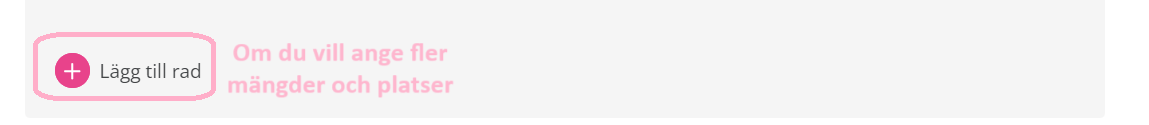 Lägg till rad
Om du vill ange fler
mängder och platser